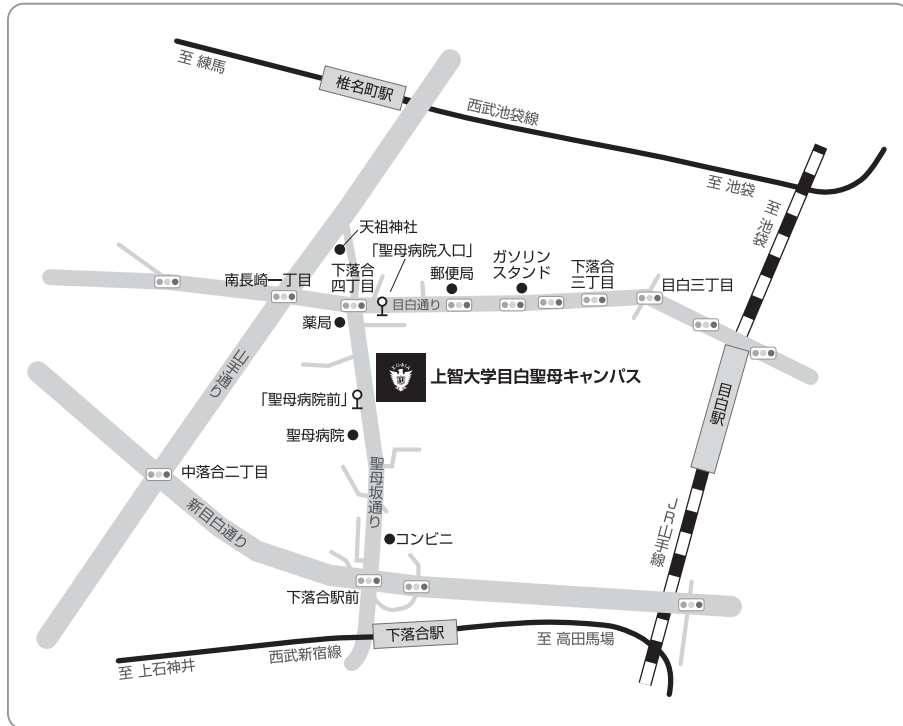 至 練馬
椎名町駅
西武池袋線
至 池袋
至 池袋
天祖神社
「聖母病院入口」
南長崎一丁目
下落合
四丁目
郵便局
ガソリン
スタンド
下落合
三丁目
目白三丁目
目白通り
薬局
山手通り
上智大学目白聖母キャンパス
目白駅
「聖母病院前」
聖母病院
中落合二丁目
聖母坂通り
新目白通り
JR山手線
コンビニ
下落合駅前
下落合駅
至 高田馬場
西武新宿線
至 上石神井